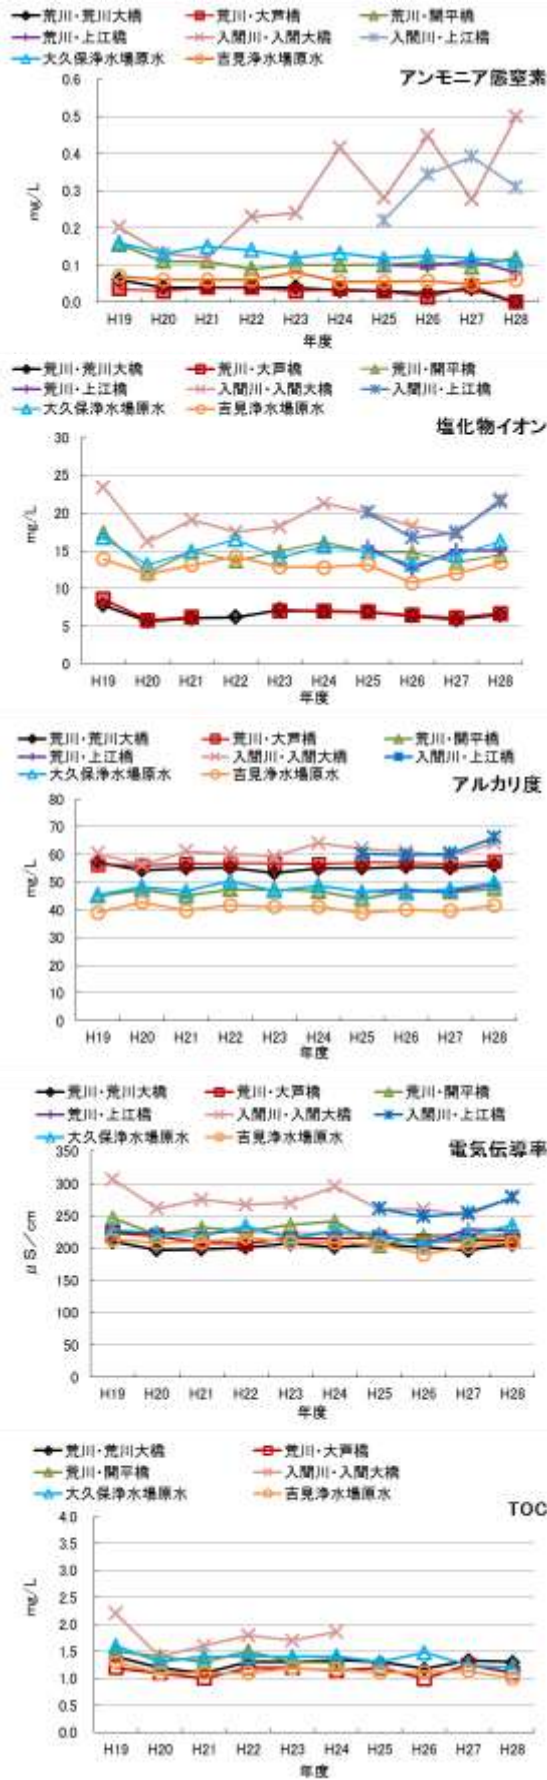 荒川・荒川大橋 荒川・大芦橋 荒川・開平橋
荒川・上江橋 入間川・入間大橋 入間川・上江橋
大久保浄水場原水 吉見浄水場原水
アンモニア態窒素
0.6
0.5
0.4
0.3
0.2
0.1
0.0
mg/L
H19 H20 H21 H22 H23 H24 H25 H26 H27 H28
年度
荒川・荒川大橋 荒川・大芦橋 荒川・開平橋
荒川・上江橋 入間川・入間大橋 入間川・上江橋
大久保浄水場原水 吉見浄水場原水
塩化物イオン
30
25
20
15
10
5
0
mg/L
H19 H20 H21 H22 H23 H24 H25 H26 H27 H28
年度
荒川・荒川大橋 荒川・大芦橋 荒川・開平橋
荒川・上江橋 入間川・入間大橋 入間川・上江橋
大久保浄水場原水 吉見浄水場原水
アルカリ度
80
70
60
50
40
30
20
10
0
mg/L
H19 H20 H21 H22 H23 H24 H25 H26 H27 H28
年度
荒川・荒川大橋 荒川・大芦橋 荒川・開平橋
荒川・上江橋 入間川・入間大橋 入間川・上江橋
大久保浄水場原水 吉見浄水場原水
電気伝導率
350
300
250
200
150
100
50
0
μS/cm
H19 H20 H21 H22 H23 H24 H25 H26 H27 H28
年度
荒川・荒川大橋 荒川・大芦橋
荒川・開平橋 入間川・入間大橋
大久保浄水場原水 吉見浄水場原水
TOC
4.0
3.5
3.0
2.5
2.0
1.5
1.0
0.5
0.0
mg/L
H19 H20 H21 H22 H23 H24 H25 H26 H27 H28
年度